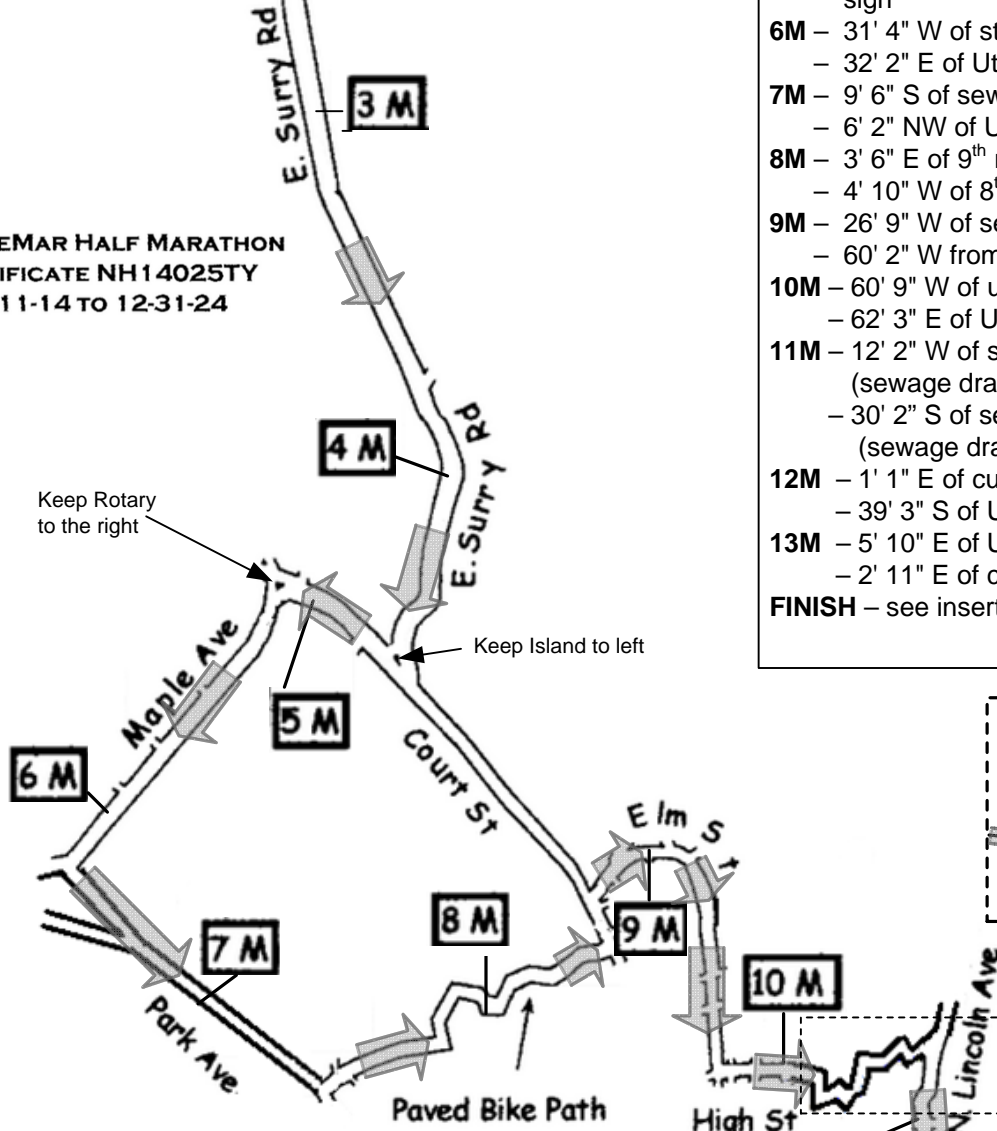 E. Surry Rd
3 M
EMAR HALF MARATHON
IFICATE NH14025TY
11-14 TO 12-31-24
4 M
E. Surry Rd
Keep Rotary
to the right
Keep Island to left
Maple Ave
5 M
Court St
6 M
Elm St
7 M
8 M
9 M
10 M
Park Ave
Paved Bike Path
High St
Lincoln Ave
sign
6M – 31' 4" W of st
– 32' 2" E of Ut
7M – 9' 6" S of sew
– 6' 2" NW of U
8M – 3' 6" E of 9th
– 4' 10" W of 8t
9M – 26' 9" W of se
– 60' 2" W from
10M – 60' 9" W of u
– 62' 3" E of U
11M – 12' 2" W of s
(sewage dra
– 30' 2” S of se
(sewage dra
12M – 1' 1" E of cu
– 39' 3" S of U
13M – 5' 10" E of U
– 2' 11" E of c
FINISH – see insert